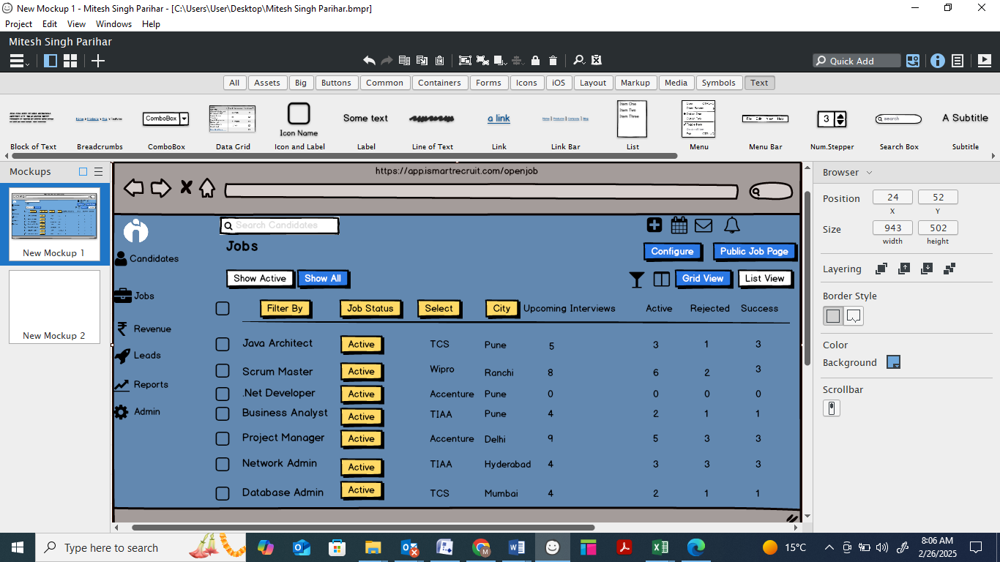 New Mockup 1 - Mitesh Singh Parihar - [C:\Users\User\Desktop\Mitesh Singh Parihar.bmpr]
Project Edit View Windows Help
Mitesh Singh Parihar
Quick Add
All Assets Big Buttons Common Containers Forms Icons iOS Layout Markup Media Symbols Text
ComboBox Icon Name Some text a link Item One Item Two Item Three 3 search A Subtitle
Block of Text Breadcrumbs ComboBox Data Grid Icon and Label Label Line of Text Link Link Bar List Menu Menu Bar Num.Stepper Search Box Subtitle
Mockups
New Mockup 1
New Mockup 2
https://app.ismartrecruit.com/openjob
Search Candidates
Jobs
Configure Public Job Page
Candidates
Jobs
Revenue
Leads
Reports
Admin
Show Active Show All Grid View List View
Filter By Job Status Select City Upcoming Interviews Active Rejected Success
Java Architect Active TCS Pune 5 3 1 3
Scrum Master Active Wipro Ranchi 8 6 2 3
.Net Developer Active Accenture Pune 0 0 0 0
Business Analyst Active TIAA Pune 4 2 1 1
Project Manager Active Accenture Delhi 9 5 3 3
Network Admin Active TIAA Hyderabad 4 3 3 3
Database Admin Active TCS Mumbai 4 2 1 1
Browser
Position 24 52
X Y
Size 943 502
width height
Layering
Border Style
Color
Background
Scrollbar
Type here to search
15°C
8:06 AM
2/26/2025